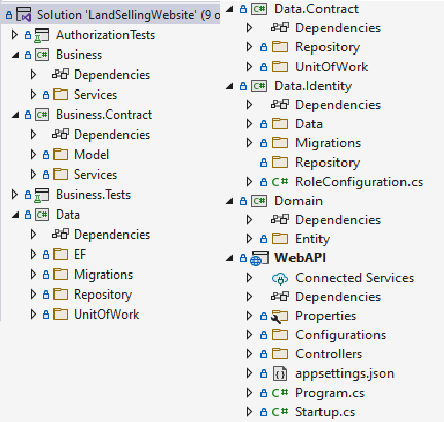 Solution 'LandSellingWebsite' (9 o
AuthorizationTests
C# Business
Dependencies
Services
C# Business.Contract
Dependencies
Model
Services
Business.Tests
C# Data
Dependencies
EF
Migrations
Repository
UnitOfWork
C# Data.Contract
Dependencies
Repository
UnitOfWork
C# Data.Identity
Dependencies
Data
Migrations
Repository
C# RoleConfiguration.cs
C# Domain
Dependencies
Entity
WebAPI
Connected Services
Dependencies
Properties
Configurations
Controllers
appsettings.json
C# Program.cs
C# Startup.cs